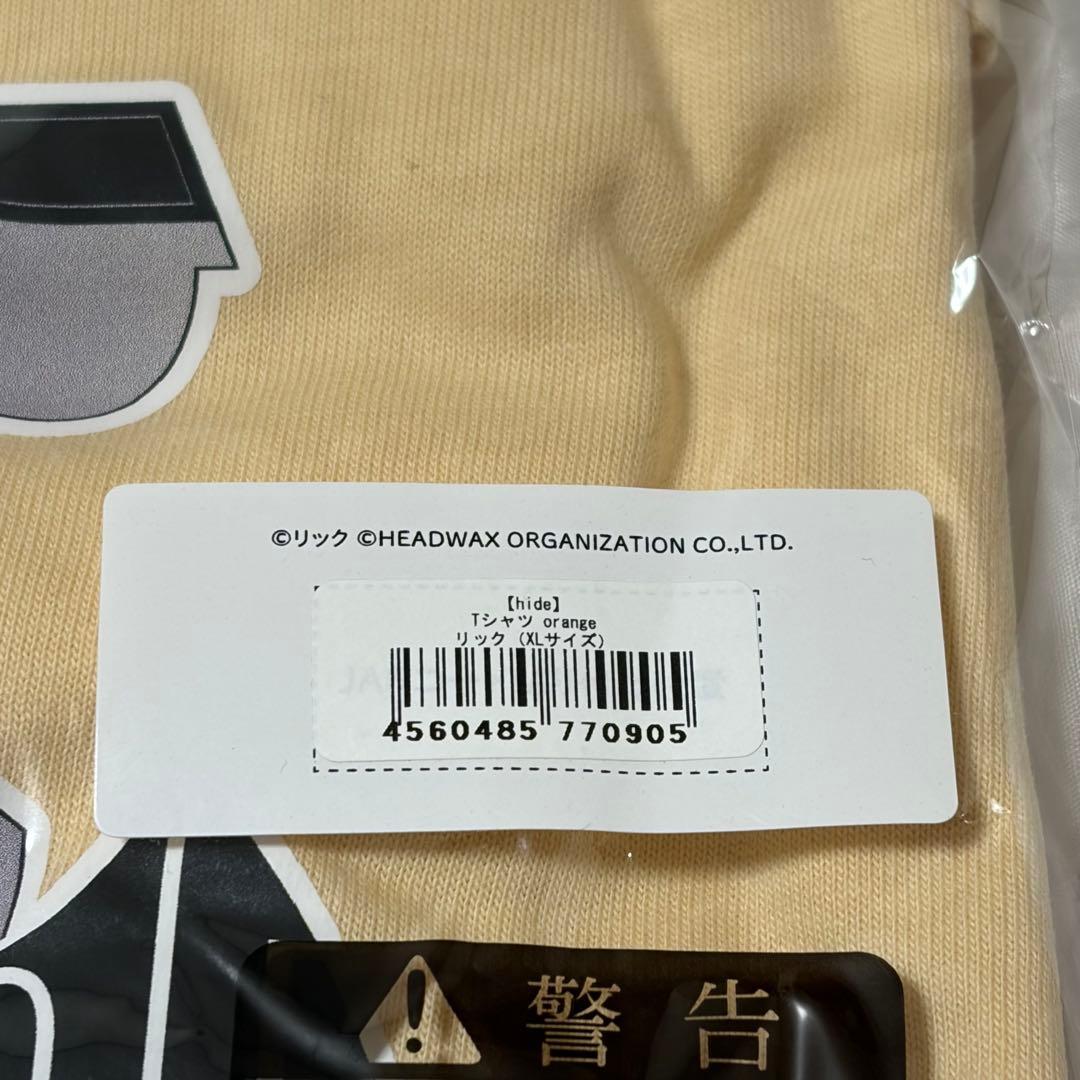 ©リック ©HEADWAX ORGANIZATION CO.,LTD.
【hide】
Tシャツ orange
リック (XLサイズ)
4560485 770905
警告